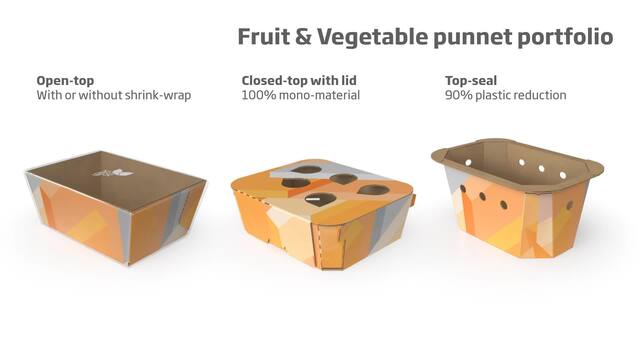 Fruit & Vegetable punnet portfolio
Open-top
With or without shrink-wrap
Closed-top with lid
100% mono-material
Top-seal
90% plastic reduction